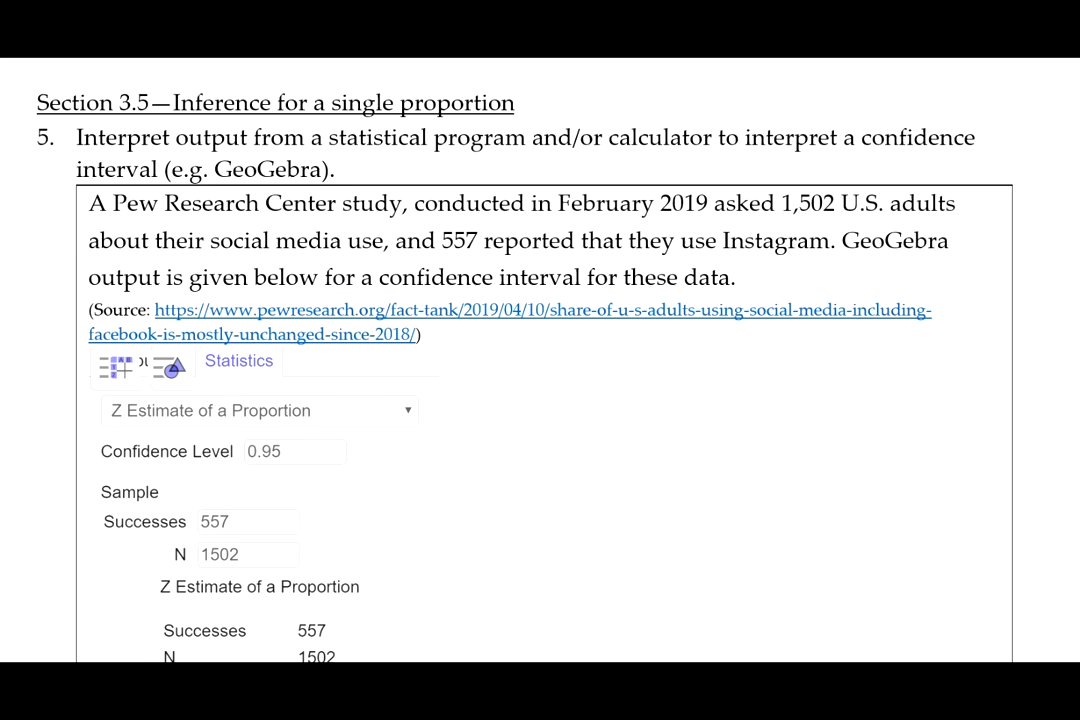 Section 3.5—Inference for a single proportion
5. Interpret output from a statistical program and/or calculator to interpret a confidence
interval (e.g. GeoGebra).
A Pew Research Center study, conducted in February 2019 asked 1,502 U.S. adults
about their social media use, and 557 reported that they use Instagram. GeoGebra
output is given below for a confidence interval for these data.
(Source: https://www.pewresearch.org/fact-tank/2019/04/10/share-of-u-s-adults-using-social-media-including-
facebook-is-mostly-unchanged-since-2018/)
Statistics
Z Estimate of a Proportion
Confidence Level 0.95
Sample
Successes 557
N 1502
Z Estimate of a Proportion
Successes 557
N 1502